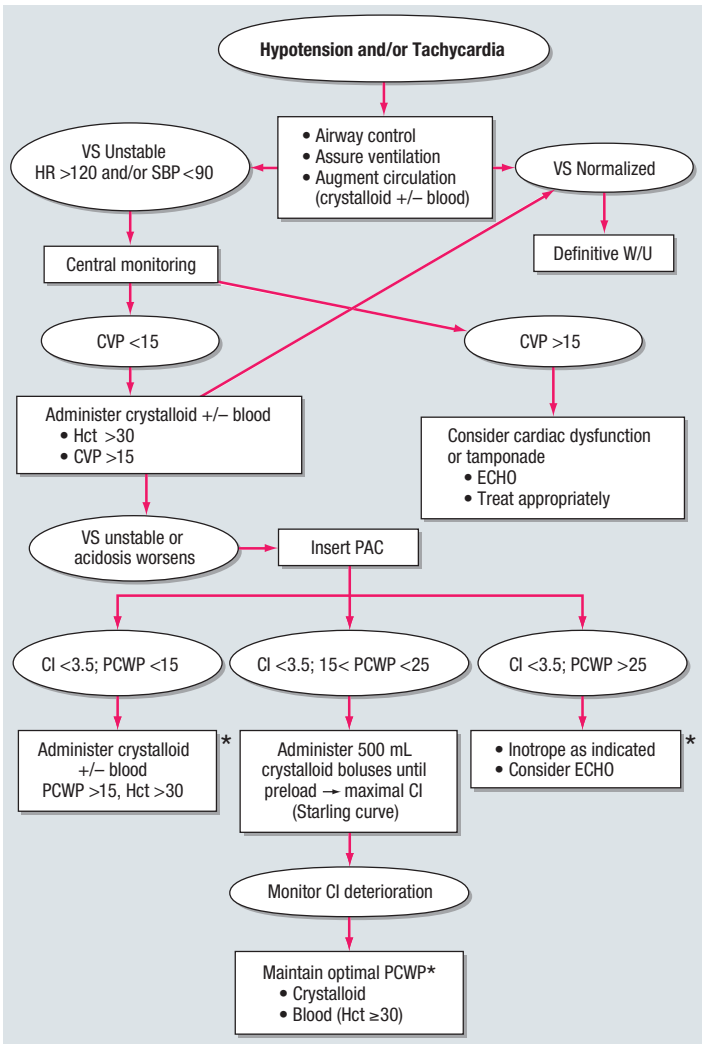 Hypotension and/or Tachycardia
• Airway control
• Assure ventilation
• Augment circulation
(crystalloid +/– blood)
VS Unstable
HR >120 and/or SBP <90
VS Normalized
Definitive W/U
Central monitoring
CVP <15
CVP >15
Administer crystalloid +/– blood
• Hct >30
• CVP >15
Consider cardiac dysfunction
or tamponade
• ECHO
• Treat appropriately
VS unstable or
acidosis worsens
Insert PAC
CI <3.5; PCWP <15
CI <3.5; 15< PCWP <25
CI <3.5; PCWP >25
Administer crystalloid
+/– blood
PCWP >15, Hct >30
*
Administer 500 mL
crystalloid boluses until
preload → maximal CI
(Starling curve)
• Inotrope as indicated
• Consider ECHO
*
Monitor CI deterioration
Maintain optimal PCWP*
• Crystalloid
• Blood (Hct ≥30)